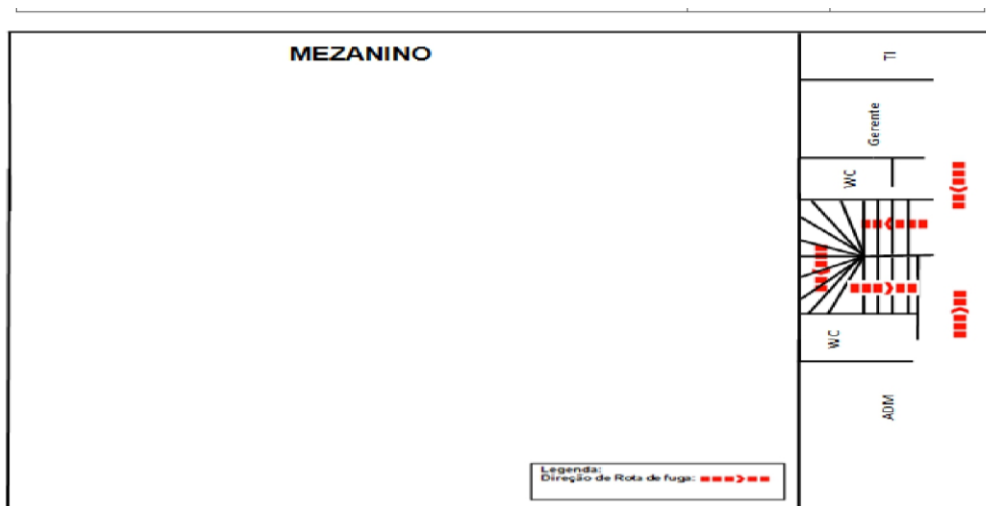 MEZANINO
TI
Gerente
WC
WC
ADM
Legenda:
Direção de Rota de fuga: